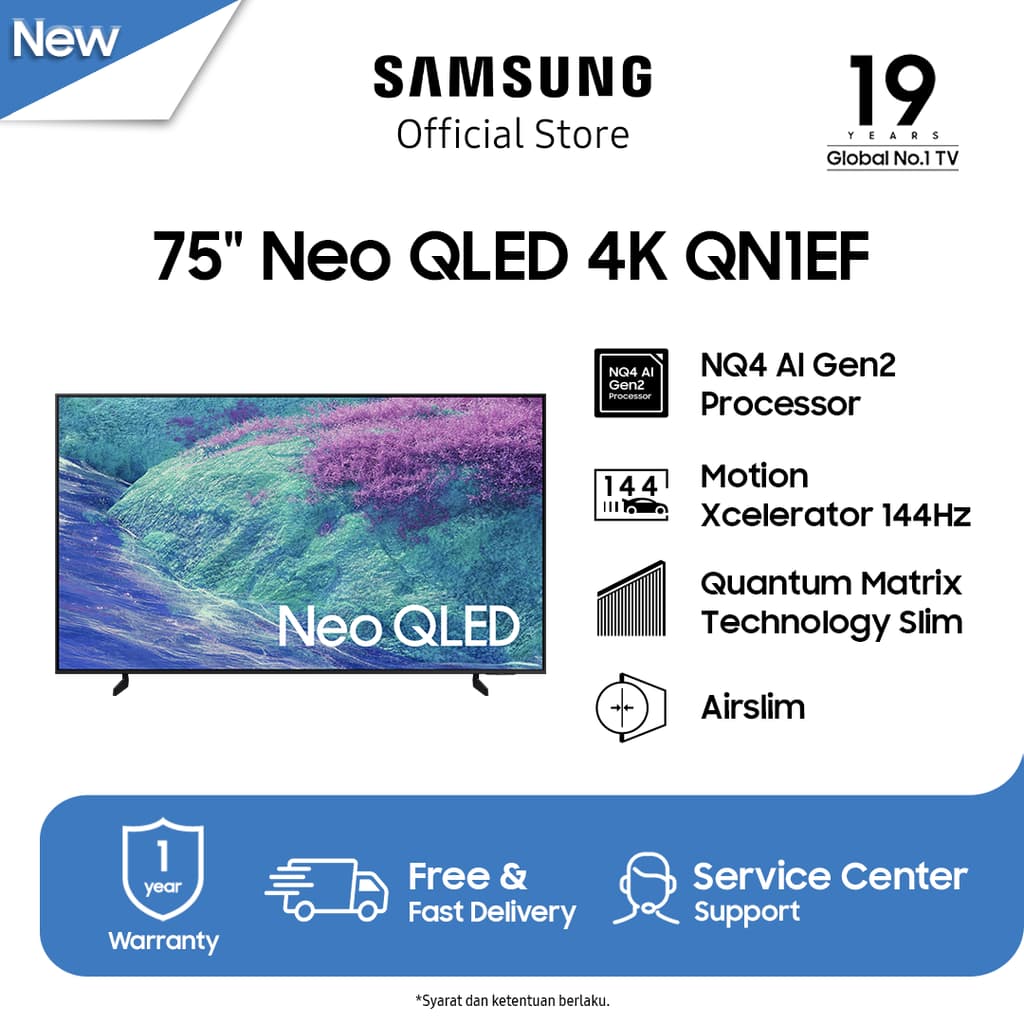 New
SAMSUNG
Official Store
19
YEARS
Global No.1 TV
75" Neo QLED 4K QN1EF
NQ4 AI
Gen2
Processor
NQ4 AI Gen2
Processor
144
Motion
Xcelerator 144Hz
Quantum Matrix
Technology Slim
Airslim
Neo QLED
1
year
Warranty
Free &
Fast Delivery
Service Center
Support
*Syarat dan ketentuan berlaku.